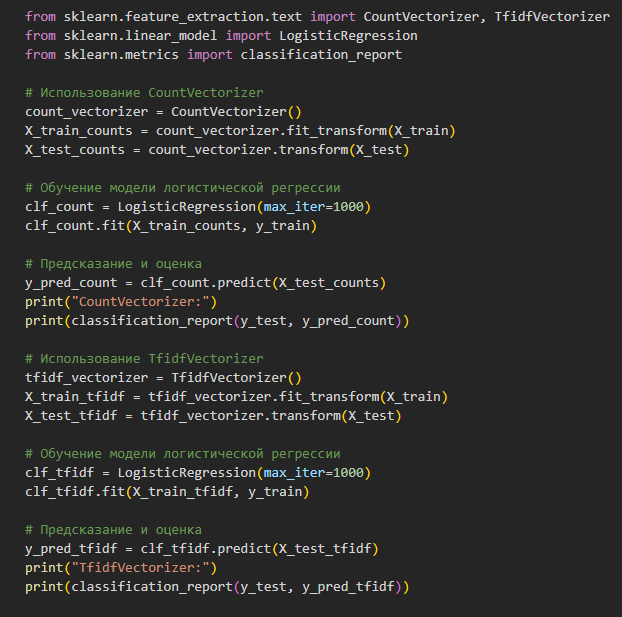 from sklearn.feature_extraction.text import CountVectorizer, TfidfVectorizer
from sklearn.linear_model import LogisticRegression
from sklearn.metrics import classification_report
# Использование CountVectorizer
count_vectorizer = CountVectorizer()
X_train_counts = count_vectorizer.fit_transform(X_train)
X_test_counts = count_vectorizer.transform(X_test)
# Обучение модели логистической регрессии
clf_count = LogisticRegression(max_iter=1000)
clf_count.fit(X_train_counts, y_train)
# Предсказание и оценка
y_pred_count = clf_count.predict(X_test_counts)
print("CountVectorizer:")
print(classification_report(y_test, y_pred_count))
# Использование TfidfVectorizer
tfidf_vectorizer = TfidfVectorizer()
X_train_tfidf = tfidf_vectorizer.fit_transform(X_train)
X_test_tfidf = tfidf_vectorizer.transform(X_test)
# Обучение модели логистической регрессии
clf_tfidf = LogisticRegression(max_iter=1000)
clf_tfidf.fit(X_train_tfidf, y_train)
# Предсказание и оценка
y_pred_tfidf = clf_tfidf.predict(X_test_tfidf)
print("TfidfVectorizer:")
print(classification_report(y_test, y_pred_tfidf))